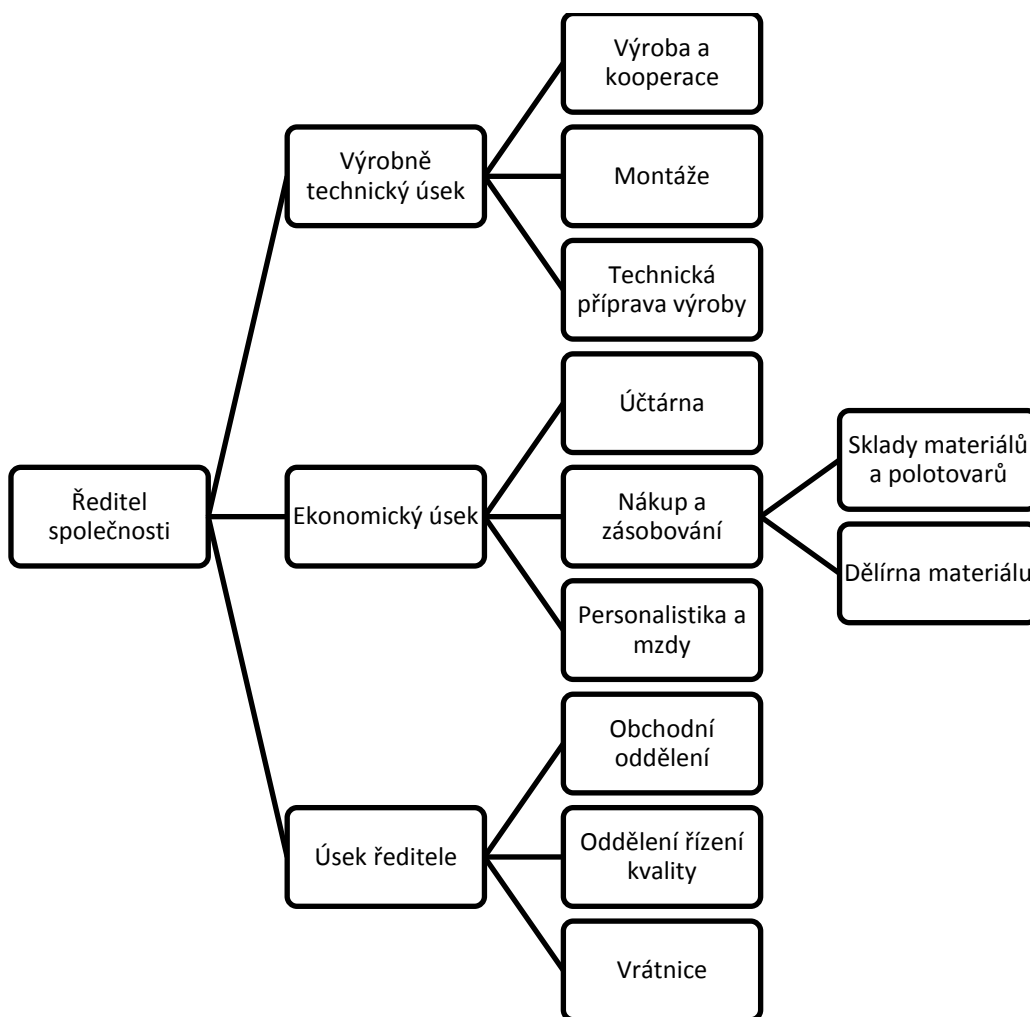 Výroba a
kooperace
Výrobně
technický úsek
Montáže
Technická
příprava výroby
Účtárna
Sklady materiálů
a polotovarů
Ředitel
společnosti
Ekonomický úsek
Nákup a
zásobování
Dělírna materiálu
Personalistika a
mzdy
Obchodní
oddělení
Úsek ředitele
Oddělení řízení
kvality
Vrátnice